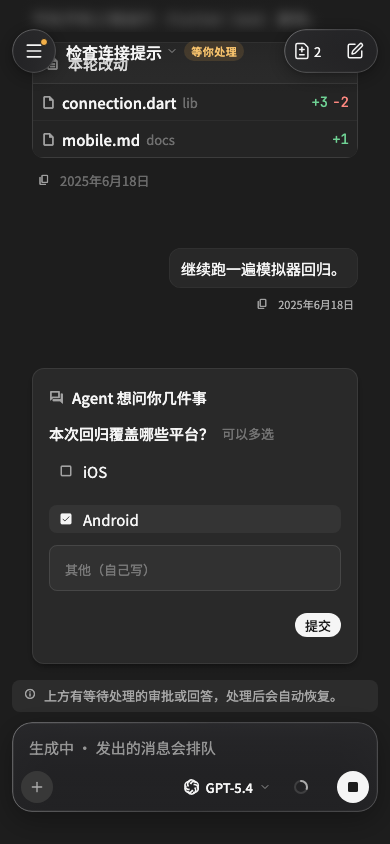 检查连接提示 等你处理 2
本轮改动
connection.dart lib +3 -2
mobile.md docs +1
2025年6月18日
继续跑一遍模拟器回归。
2025年6月18日
Agent 想问你几件事
本次回归覆盖哪些平台？ 可以多选
iOS
Android
其他（自己写）
提交
上方有等待处理的审批或回答，处理后会自动恢复。
生成中 · 发出的消息会排队
GPT-5.4